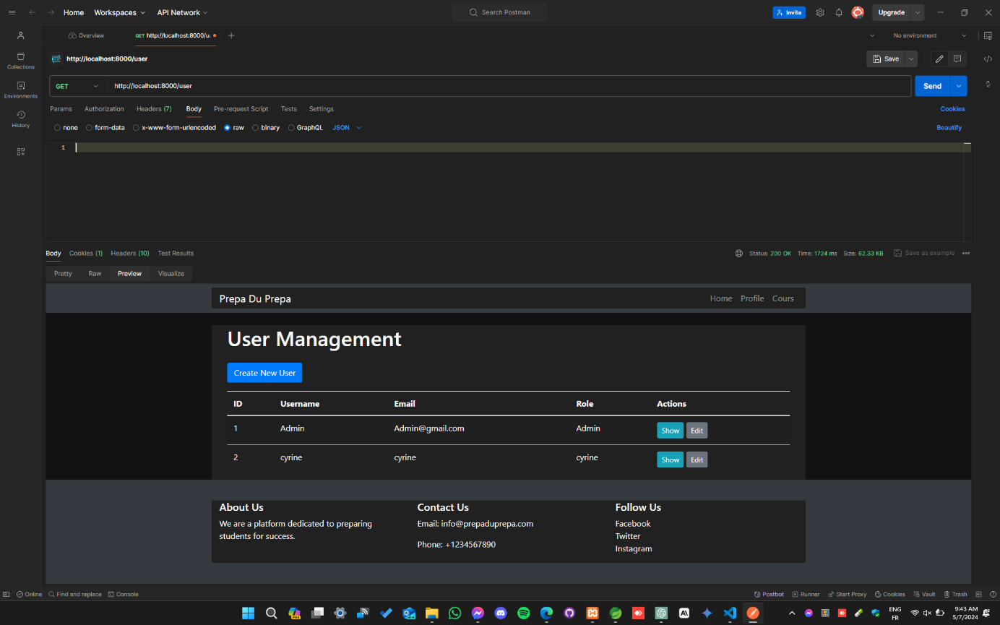 Home Workspaces API Network Search Postman Invite Upgrade
Overview GET http://localhost:8000/u No environment
http://localhost:8000/user Save
Collections
GET http://localhost:8000/user Send
Environments
Params Authorization Headers (7) Body Pre-request Script Tests Settings Cookies
History
none form-data x-www-form-urlencoded raw binary GraphQL JSON Beautify
1
Body Cookies (1) Headers (10) Test Results Status: 200 OK Time: 1724 ms Size: 62.33 KB Save as example
Pretty Raw Preview Visualize
Prepa Du Prepa Home Profile Cours
User Management
Create New User
ID Username Email Role Actions
1 Admin Admin@gmail.com Admin Show Edit
2 cyrine cyrine cyrine Show Edit
About Us Contact Us Follow Us
We are a platform dedicated to preparing Email: info@prepaduprepa.com Facebook
students for success. Twitter
Phone: +1234567890 Instagram
Online Find and replace Console Postbot Runner Start Proxy Cookies Vault Trash
ENG 9:43 AM
FR 5/7/2024